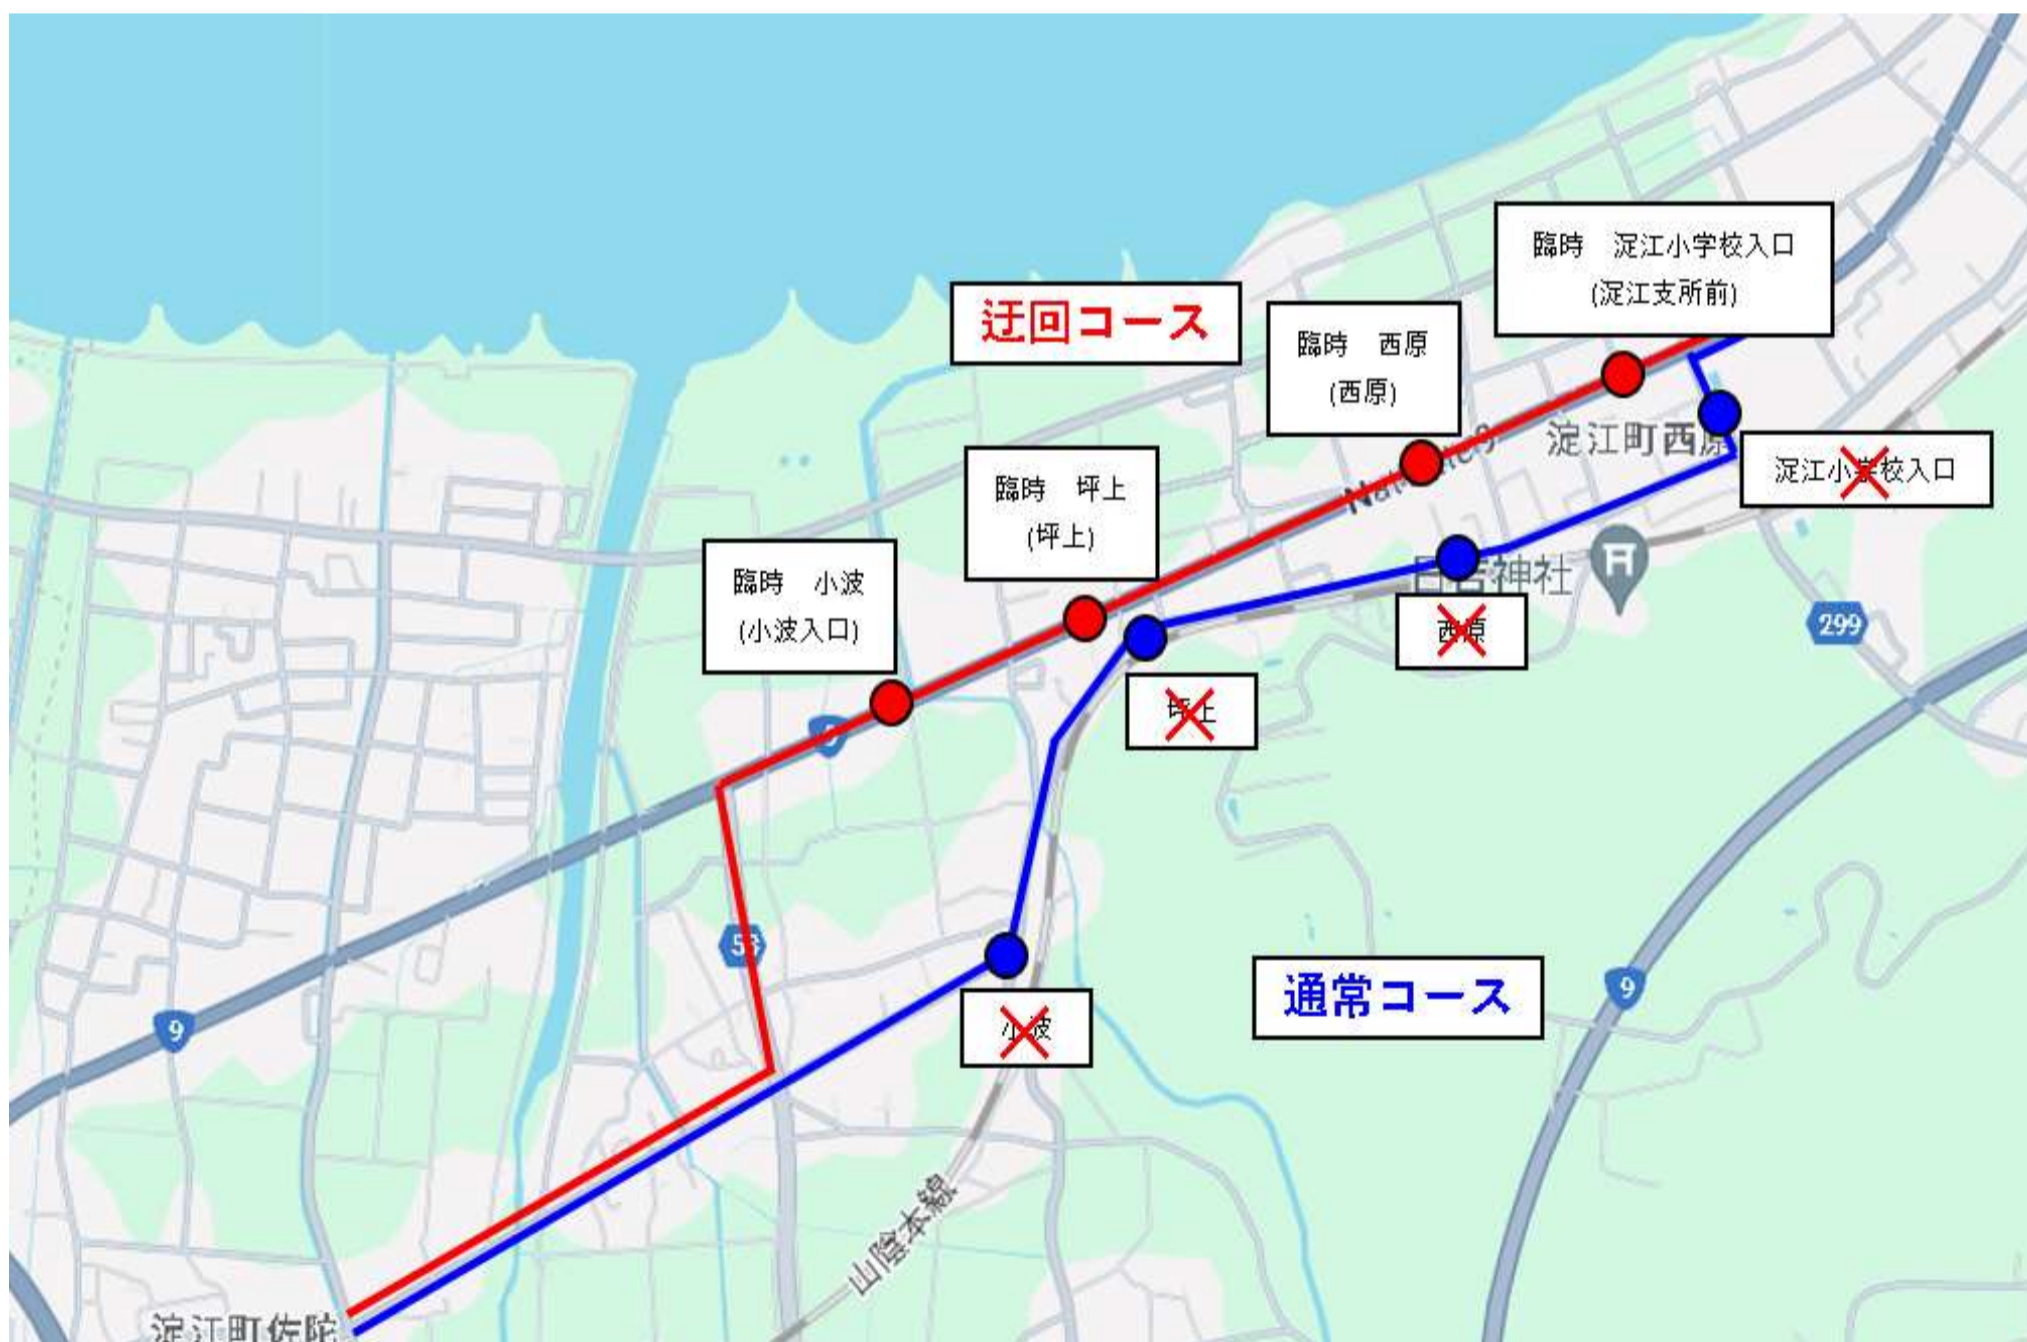 臨時　淀江小学校入口
(淀江支所前)
迂回コース
臨時　西原
(西原)
淀江町西原
淀江小学校入口
臨時　坪上
(坪上)
臨時　小波
(小波入口)
日吉神社
西原
299
坪上
9
53
小波
通常コース
9
9
山陰本線
淀江町佐陀